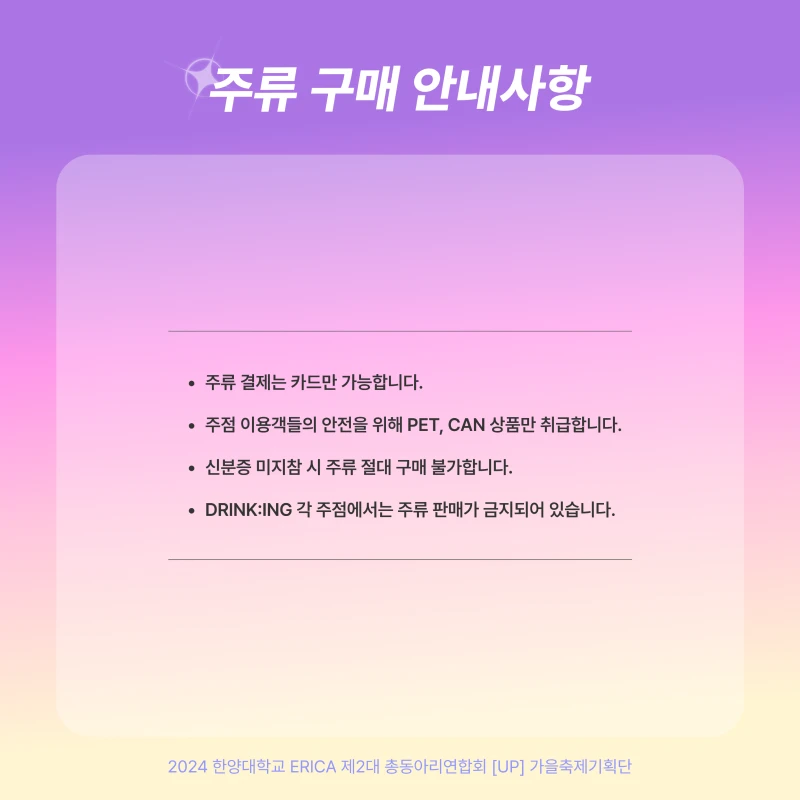 주류 구매 안내사항
• 주류 결제는 카드만 가능합니다.
• 주점 이용객들의 안전을 위해 PET, CAN 상품만 취급합니다.
• 신분증 미지참 시 주류 절대 구매 불가합니다.
• DRINK:ING 각 주점에서는 주류 판매가 금지되어 있습니다.
2024 한양대학교 ERICA 제2대 총동아리연합회 [UP] 가을축제기획단